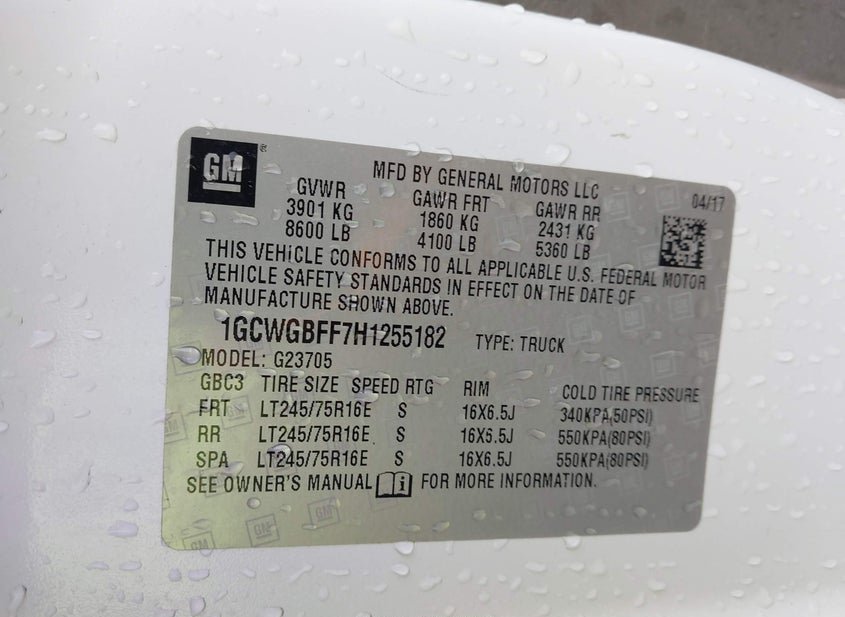 GM
MFD BY GENERAL MOTORS LLC 04/17
GVWR GAWR FRT GAWR RR
3901 KG 1860 KG 2431 KG
8600 LB 4100 LB 5360 LB
THIS VEHICLE CONFORMS TO ALL APPLICABLE U.S. FEDERAL MOTOR
VEHICLE SAFETY STANDARDS IN EFFECT ON THE DATE OF
MANUFACTURE SHOWN ABOVE.
1GCWGBFF7H1255182 TYPE: TRUCK
MODEL: G23705
GBC3 TIRE SIZE SPEED RTG RIM COLD TIRE PRESSURE
FRT LT245/75R16E S 16X6.5J 340KPA(50PSI)
RR LT245/75R16E S 16X6.5J 550KPA(80PSI)
SPA LT245/75R16E S 16X6.5J 550KPA(80PSI)
SEE OWNER'S MANUAL i FOR MORE INFORMATION.